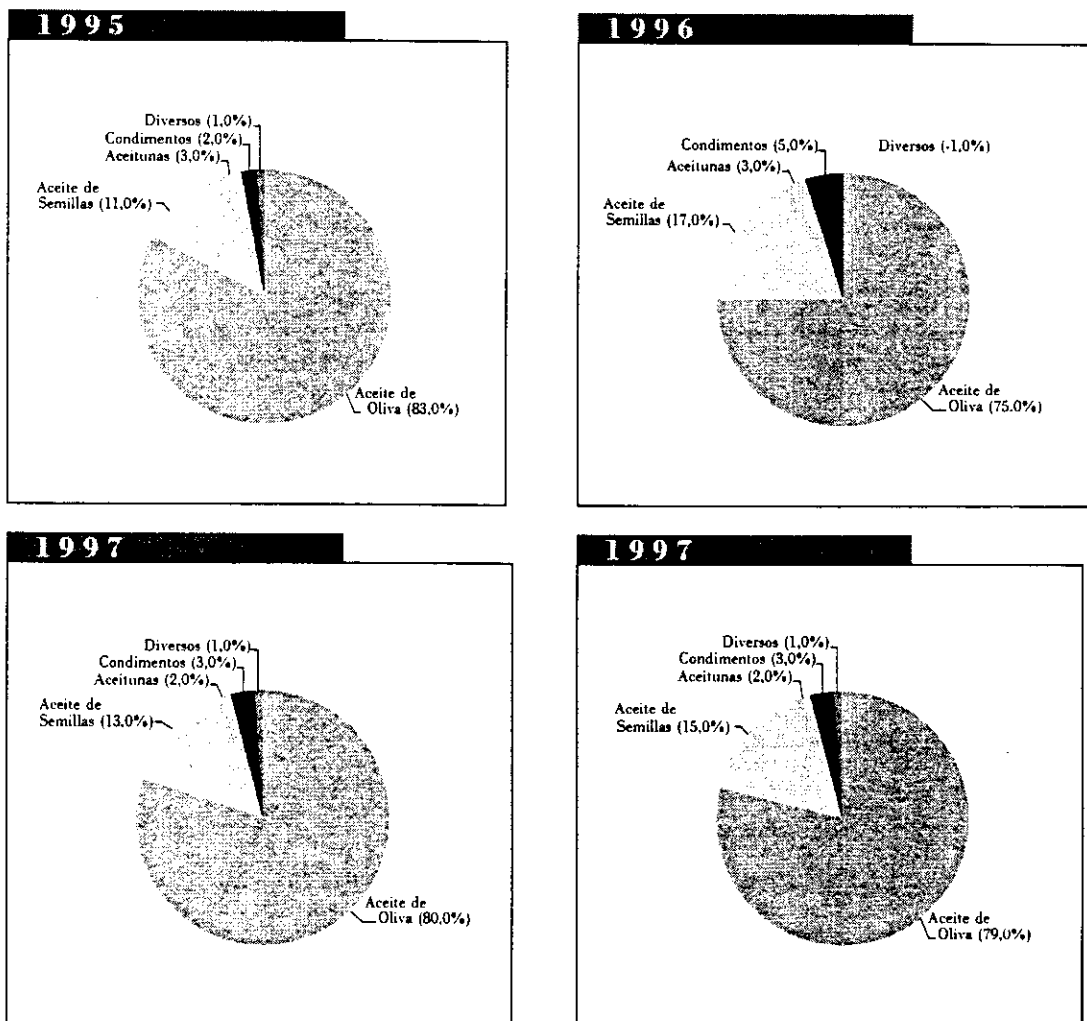 1995
Diversos (1,0%)
Condimentos (2,0%)
Aceitunas (3,0%)
Aceite de
Semillas (11,0%)
Aceite de
Oliva (83,0%)
1996
Condimentos (5,0%)
Diversos (-1,0%)
Aceitunas (3,0%)
Aceite de
Semillas (17,0%)
Aceite de
Oliva (75.0%)
1997
Diversos (1,0%)
Condimentos (3,0%)
Aceitunas (2,0%)
Aceite de
Semillas (13,0%)
Aceite de
Oliva (80,0%)
1997
Diversos (1,0%)
Condimentos (3,0%)
Aceitunas (2,0%)
Aceite de
Semillas (15,0%)
Aceite de
Oliva (79,0%)